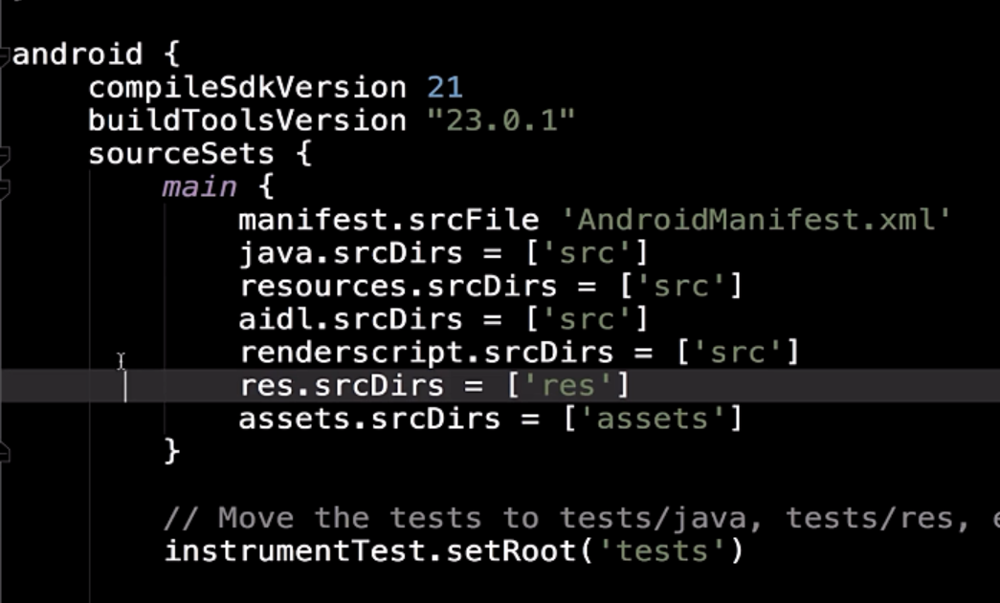 android {
compileSdkVersion 21
buildToolsVersion "23.0.1"
sourceSets {
main {
manifest.srcFile 'AndroidManifest.xml'
java.srcDirs = ['src']
resources.srcDirs = ['src']
aidl.srcDirs = ['src']
renderscript.srcDirs = ['src']
res.srcDirs = ['res']
assets.srcDirs = ['assets']
}
// Move the tests to tests/java, tests/res,
instrumentTest.setRoot('tests')